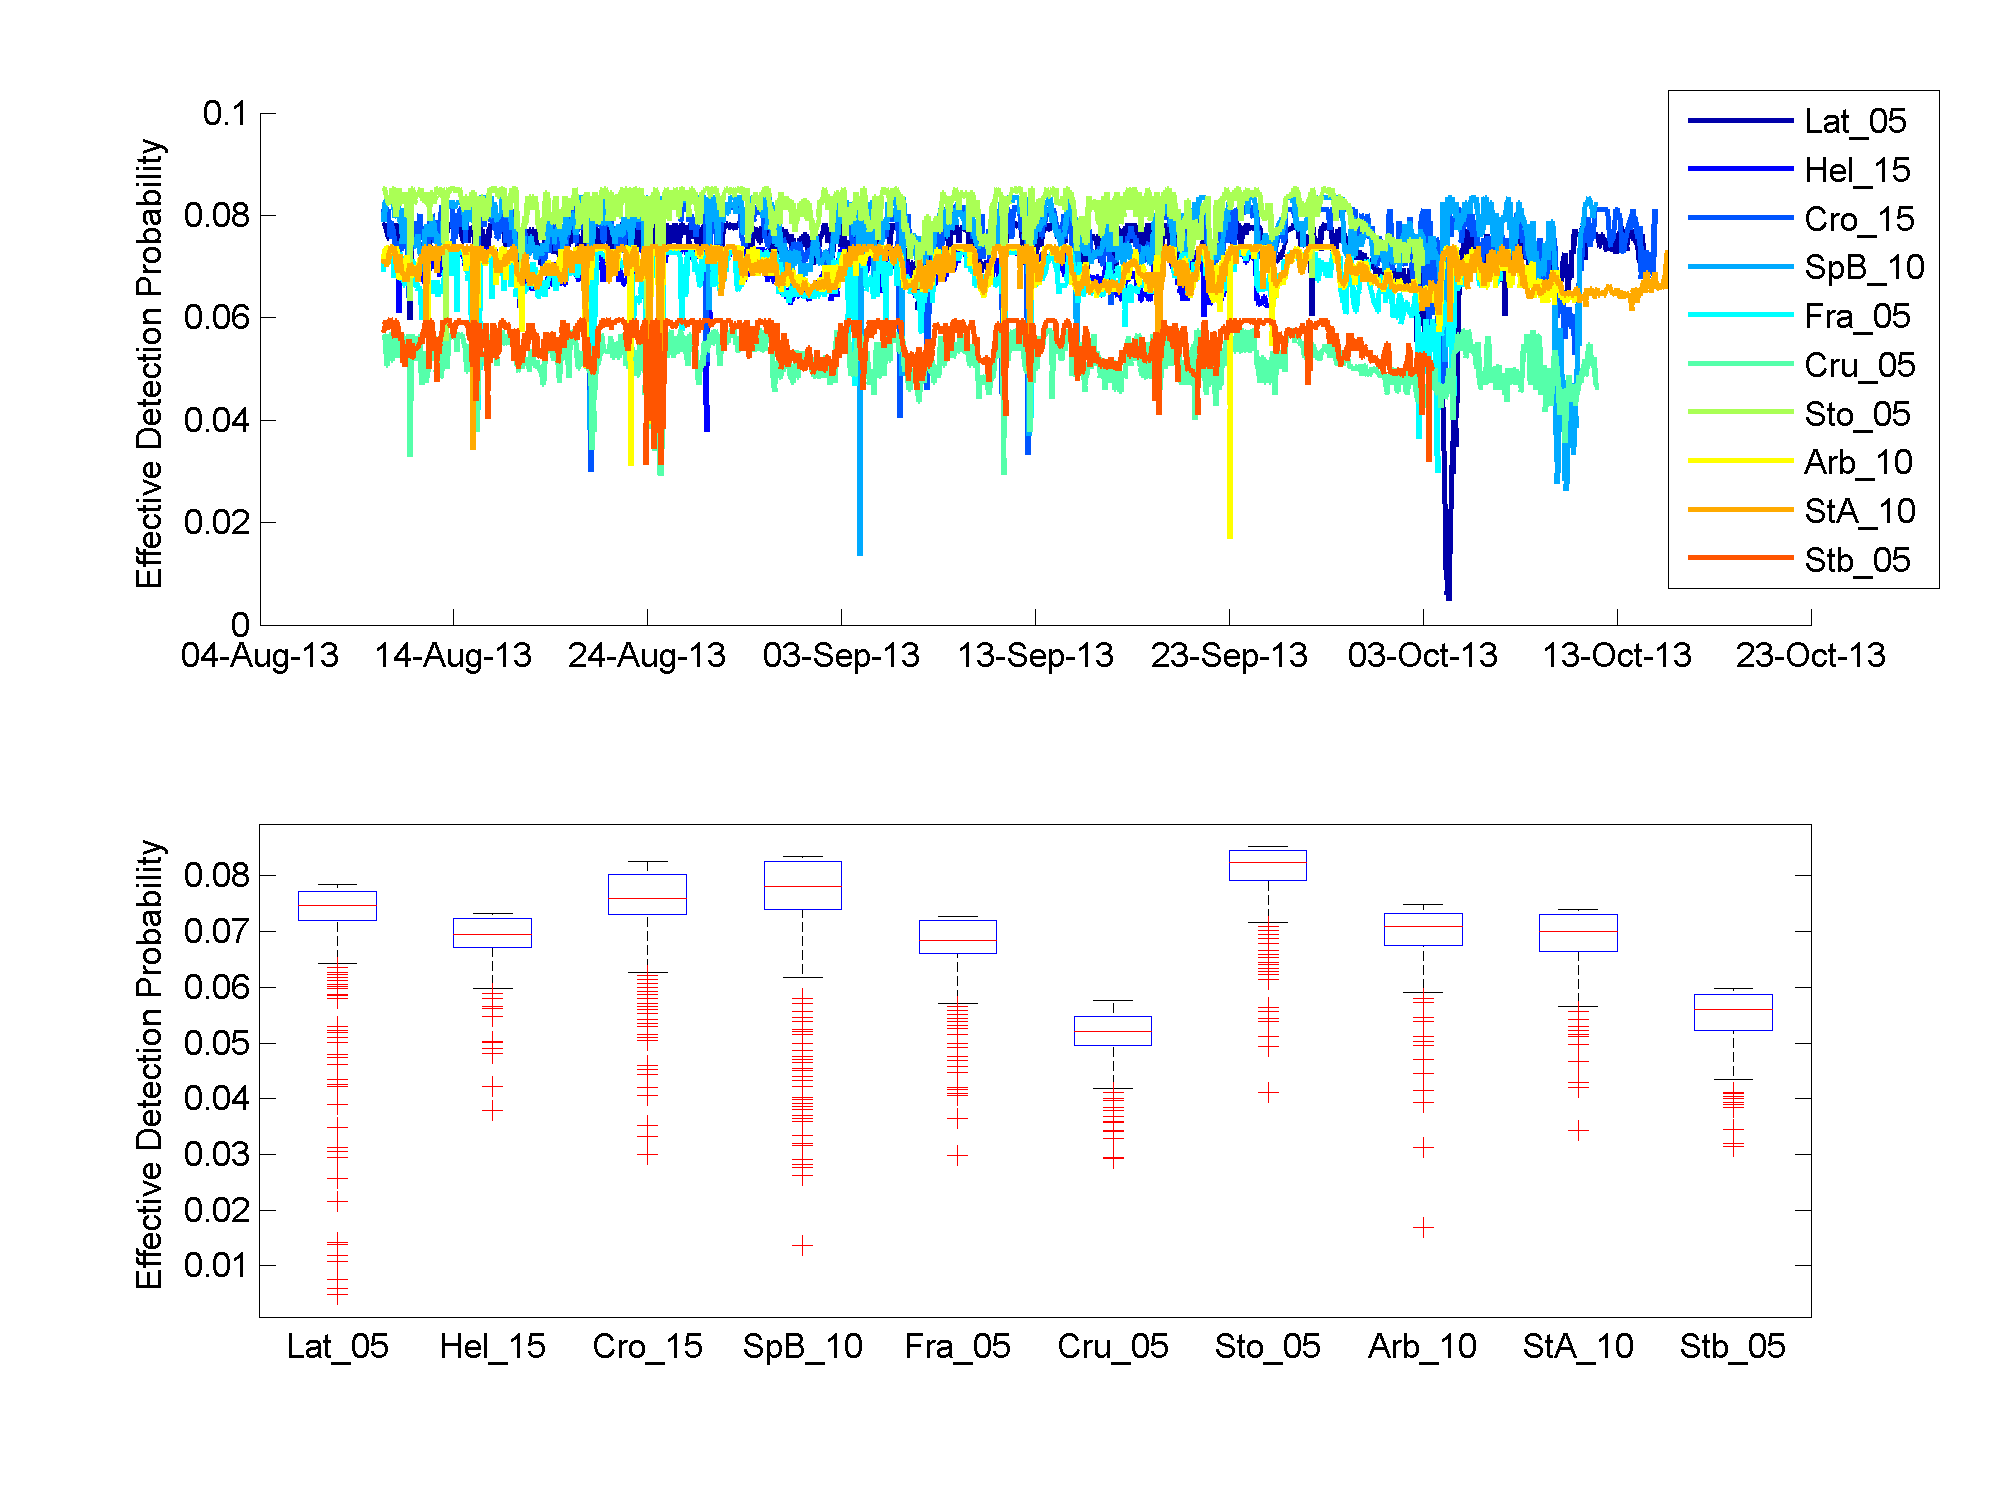 Effective Detection Probability
0.1
0.08
0.06
0.04
0.02
0
04-Aug-13 14-Aug-13 24-Aug-13 03-Sep-13 13-Sep-13 23-Sep-13 03-Oct-13 13-Oct-13 23-Oct-13
Lat_05
Hel_15
Cro_15
SpB_10
Fra_05
Cru_05
Sto_05
Arb_10
StA_10
Stb_05
Effective Detection Probability
0.08
0.07
0.06
0.05
0.04
0.03
0.02
0.01
Lat_05 Hel_15 Cro_15 SpB_10 Fra_05 Cru_05 Sto_05 Arb_10 StA_10 Stb_05